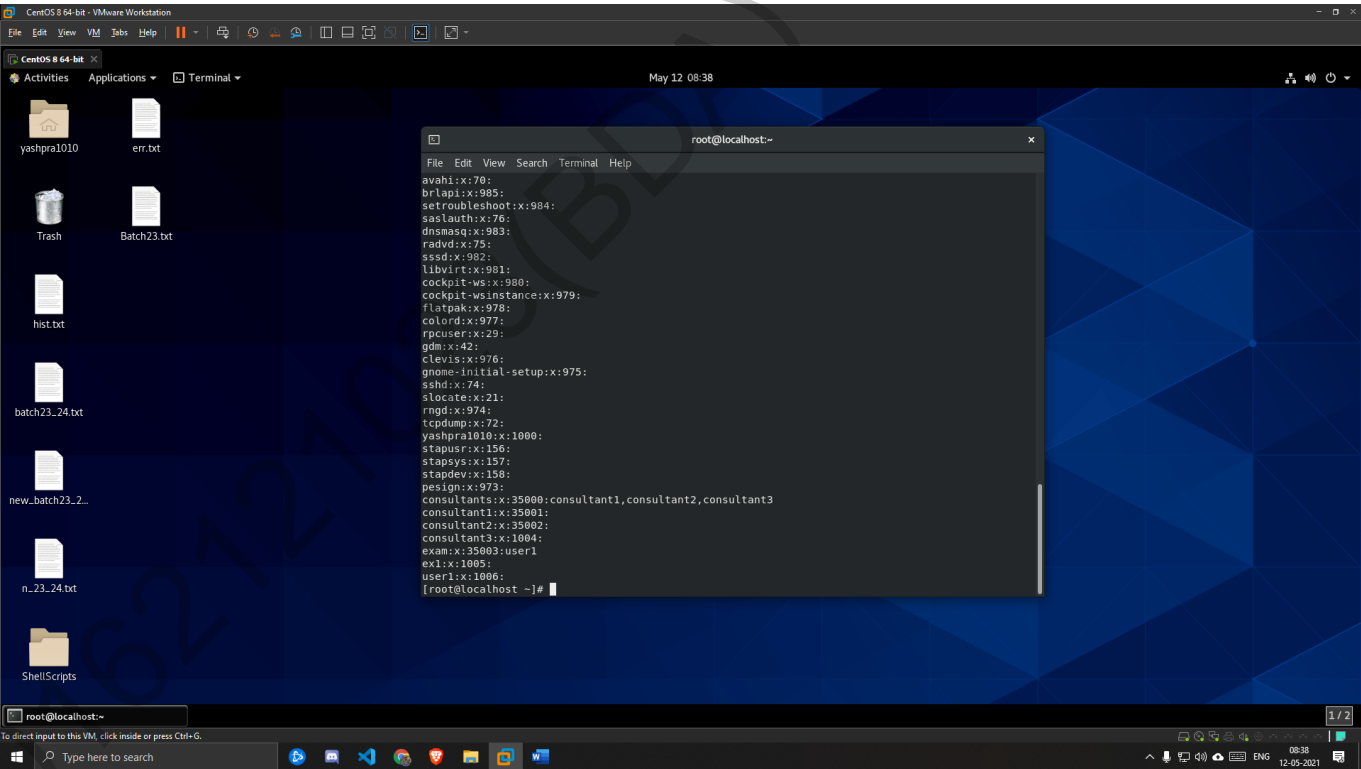 CentOS 8 64-bit - VMware Workstation
File Edit View VM Tabs Help
CentOS 8 64-bit
Activities Applications Terminal May 12 08:38
yashpra1010
err.txt
Trash
Batch23.txt
hist.txt
batch23_24.txt
new_batch23_2...
n_23_24.txt
ShellScripts
root@localhost:~
File Edit View Search Terminal Help
avahi:x:70:
brlapi:x:985:
setroubleshoot:x:984:
saslauth:x:76:
dnsmasq:x:983:
radvd:x:75:
sssd:x:982:
libvirt:x:981:
cockpit-ws:x:980:
cockpit-wsinstance:x:979:
flatpak:x:978:
colord:x:977:
rpcuser:x:29:
gdm:x:42:
clevis:x:976:
gnome-initial-setup:x:975:
sshd:x:74:
slocate:x:21:
rngd:x:974:
tcpdump:x:72:
yashpra1010:x:1000:
stapusr:x:156:
stapsys:x:157:
stapdev:x:158:
pesign:x:973:
consultants:x:35000:consultant1,consultant2,consultant3
consultant1:x:35001:
consultant2:x:35002:
consultant3:x:1004:
exam:x:35003:user1
ex1:x:1005:
user1:x:1006:
[root@localhost ~]#
root@localhost:~
1 / 2
To direct input to this VM, click inside or press Ctrl+G.
Type here to search
ENG
08:38
12-05-2021